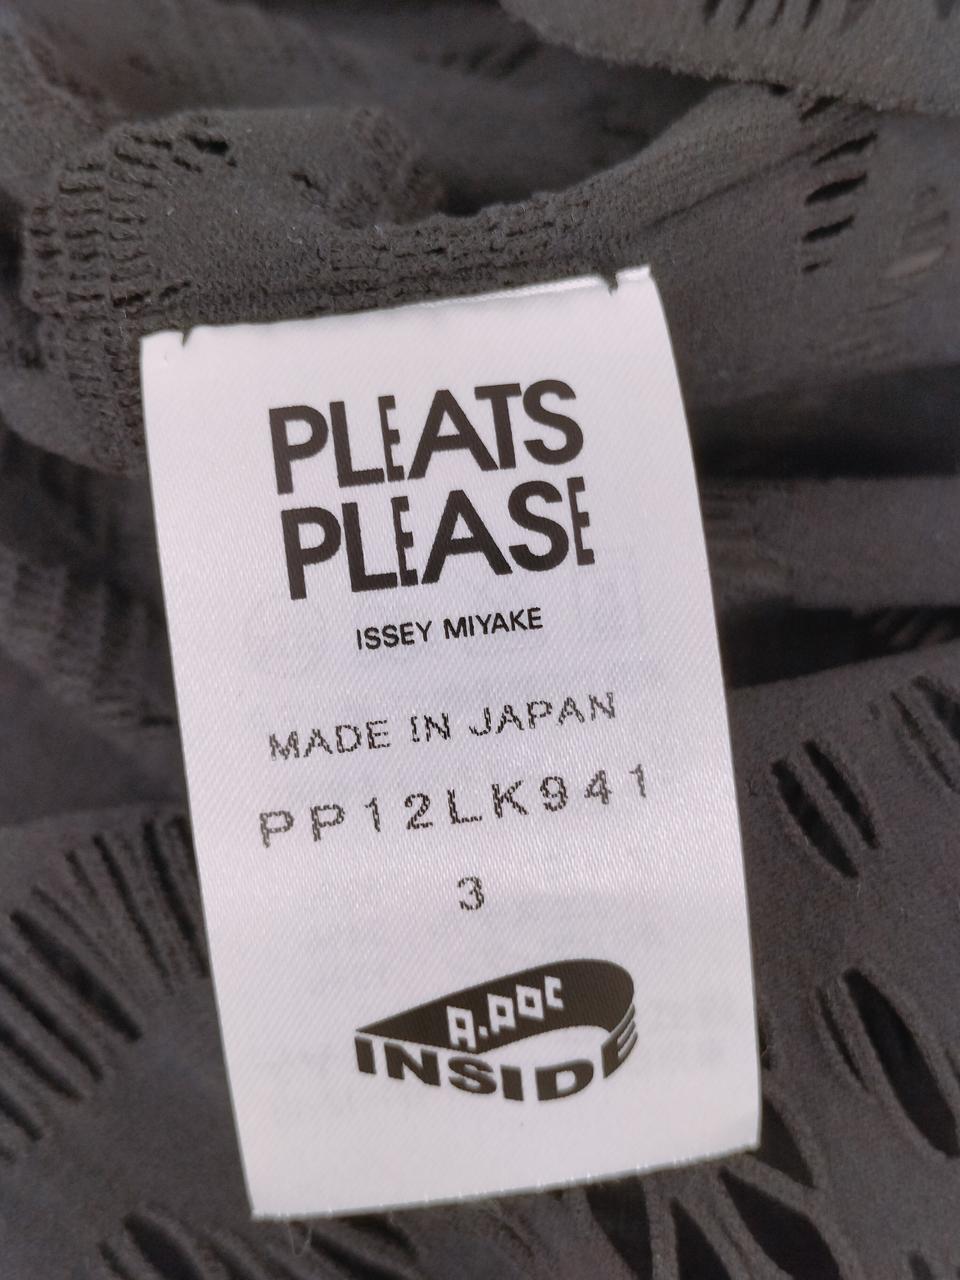 PLEATS
PLEASE
ISSEY MIYAKE
MADE IN JAPAN
PP12LK941
3
A.POC
INSIDE